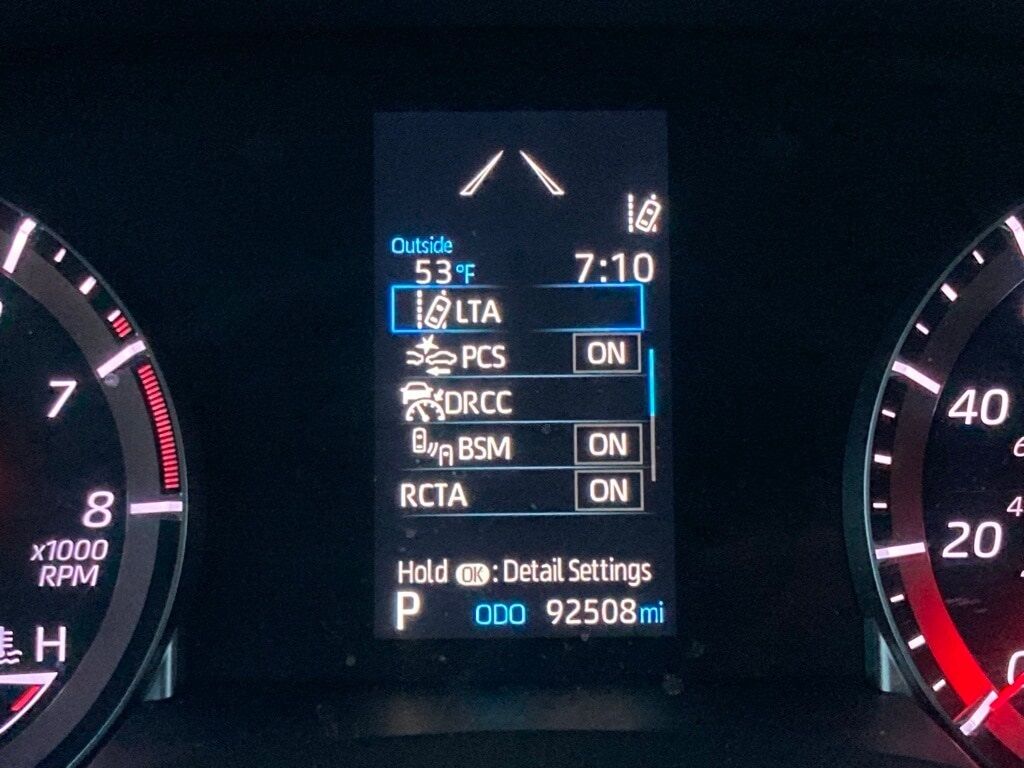 Outside
53°F 7:10
LTA
PCS ON
DRCC
BSM ON
RCTA ON
Hold OK : Detail Settings
P ODO 92508 mi
7
8
x1000
RPM
H
40
20